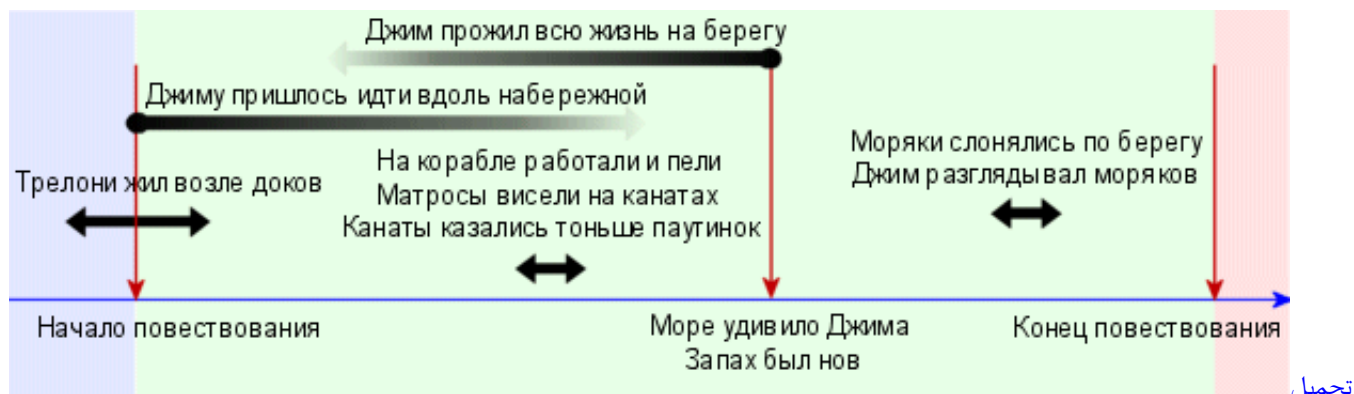 Джим прожил всю жизнь на берегу
Джиму пришлось идти вдоль набережной
Трелони жил возле доков
На корабле работали и пели
Матросы висели на канатах
Канаты казались тоньше паутинок
Моряки слонялись по берегу
Джим разглядывал моряков
Начало повествования
Море удивило Джима
Запах был нов
Конец повествования
تحميل